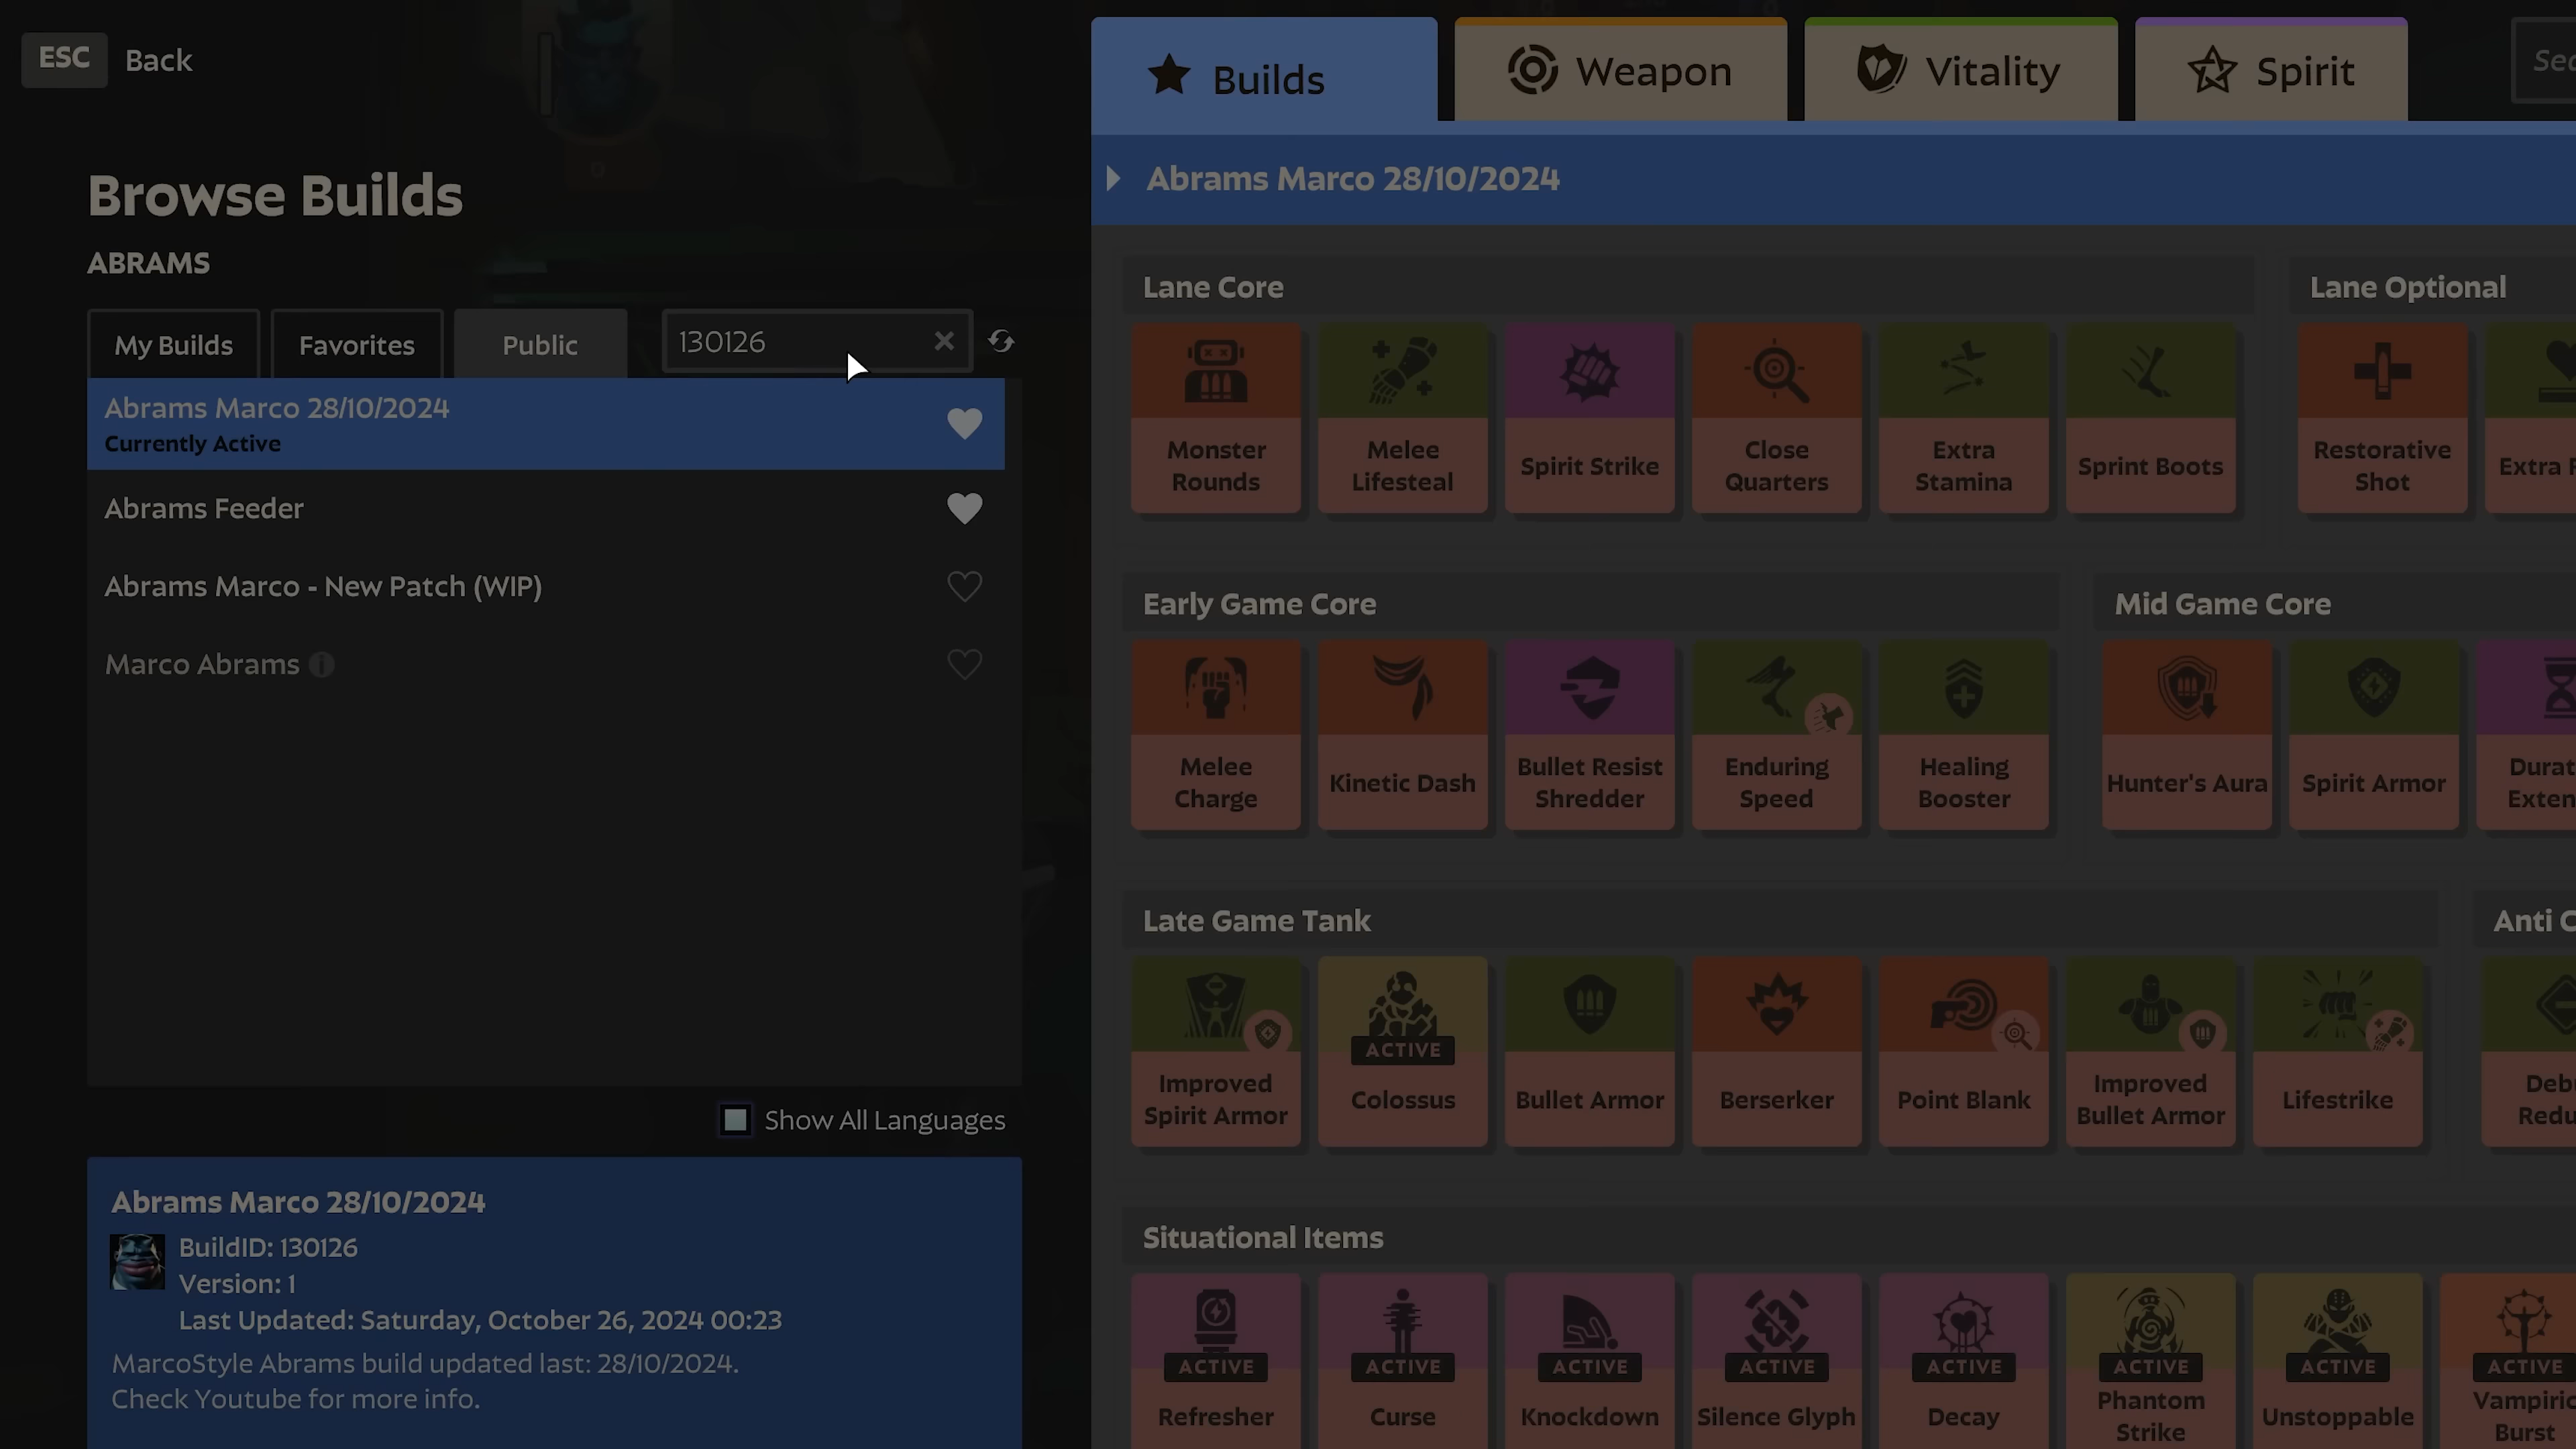 ESC Back
Builds
Weapon
Vitality
Spirit
Browse Builds
ABRAMS
My Builds
Favorites
Public
130126
Abrams Marco 28/10/2024
Currently Active
Abrams Feeder
Abrams Marco - New Patch (WIP)
Marco Abrams
Show All Languages
Abrams Marco 28/10/2024
BuildID: 130126
Version: 1
Last Updated: Saturday, October 26, 2024 00:23
MarcoStyle Abrams build updated last: 28/10/2024.
Check Youtube for more info.
Abrams Marco 28/10/2024
Lane Core
Monster
Rounds
Melee
Lifesteal
Spirit Strike
Close
Quarters
Extra
Stamina
Sprint Boots
Lane Optional
Restorative
Shot
Extra
Early Game Core
Melee
Charge
Kinetic Dash
Bullet Resist
Shredder
Enduring
Speed
Healing
Booster
Mid Game Core
Hunter's Aura
Spirit Armor
Late Game Tank
Improved
Spirit Armor
ACTIVE
Colossus
Bullet Armor
Berserker
Point Blank
Improved
Bullet Armor
Lifestrike
Anti
Situational Items
ACTIVE
Refresher
ACTIVE
Curse
ACTIVE
Knockdown
ACTIVE
Silence Glyph
ACTIVE
Decay
ACTIVE
Phantom
Strike
ACTIVE
Unstoppable
ACTIVE
Vampiric
Burst